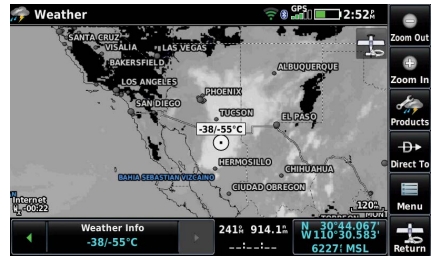 Weather
GPS
2:52PM
Zoom Out
SANTA CRUZ
VISALIA
LAS VEGAS
BAKERSFIELD
ALBUQUERQUE
Zoom In
LOS ANGELES
PHOENIX
SAN DIEGO
TUCSON
EL PASO
Products
-38/-55°C
Direct To
HERMOSILLO
CHIHUAHUA
BAHIA SEBASTIAN VIZCAINO
CIUDAD OBREGON
Internet
-00:22
120
Menu
Weather Info
-38/-55°C
241°M 914.1
--:--:--
N 30°44.067'
W110°30.583'
6227' MSL
Return